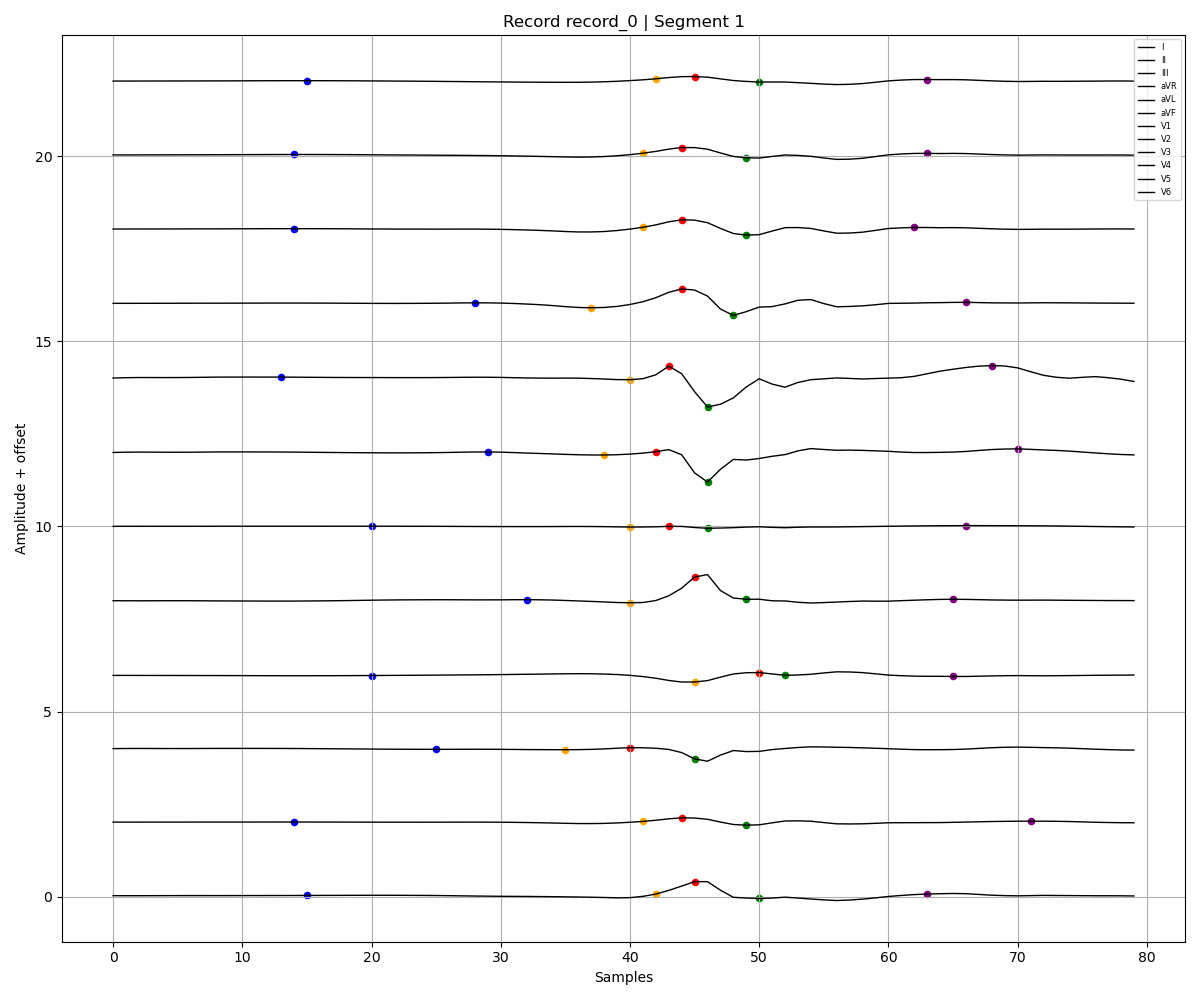 Record record_0 | Segment 1
I
II
III
aVR
aVL
aVF
V1
V2
V3
V4
V5
V6
20
15
10
5
0
Amplitude + offset
0 10 20 30 40 50 60 70 80
Samples